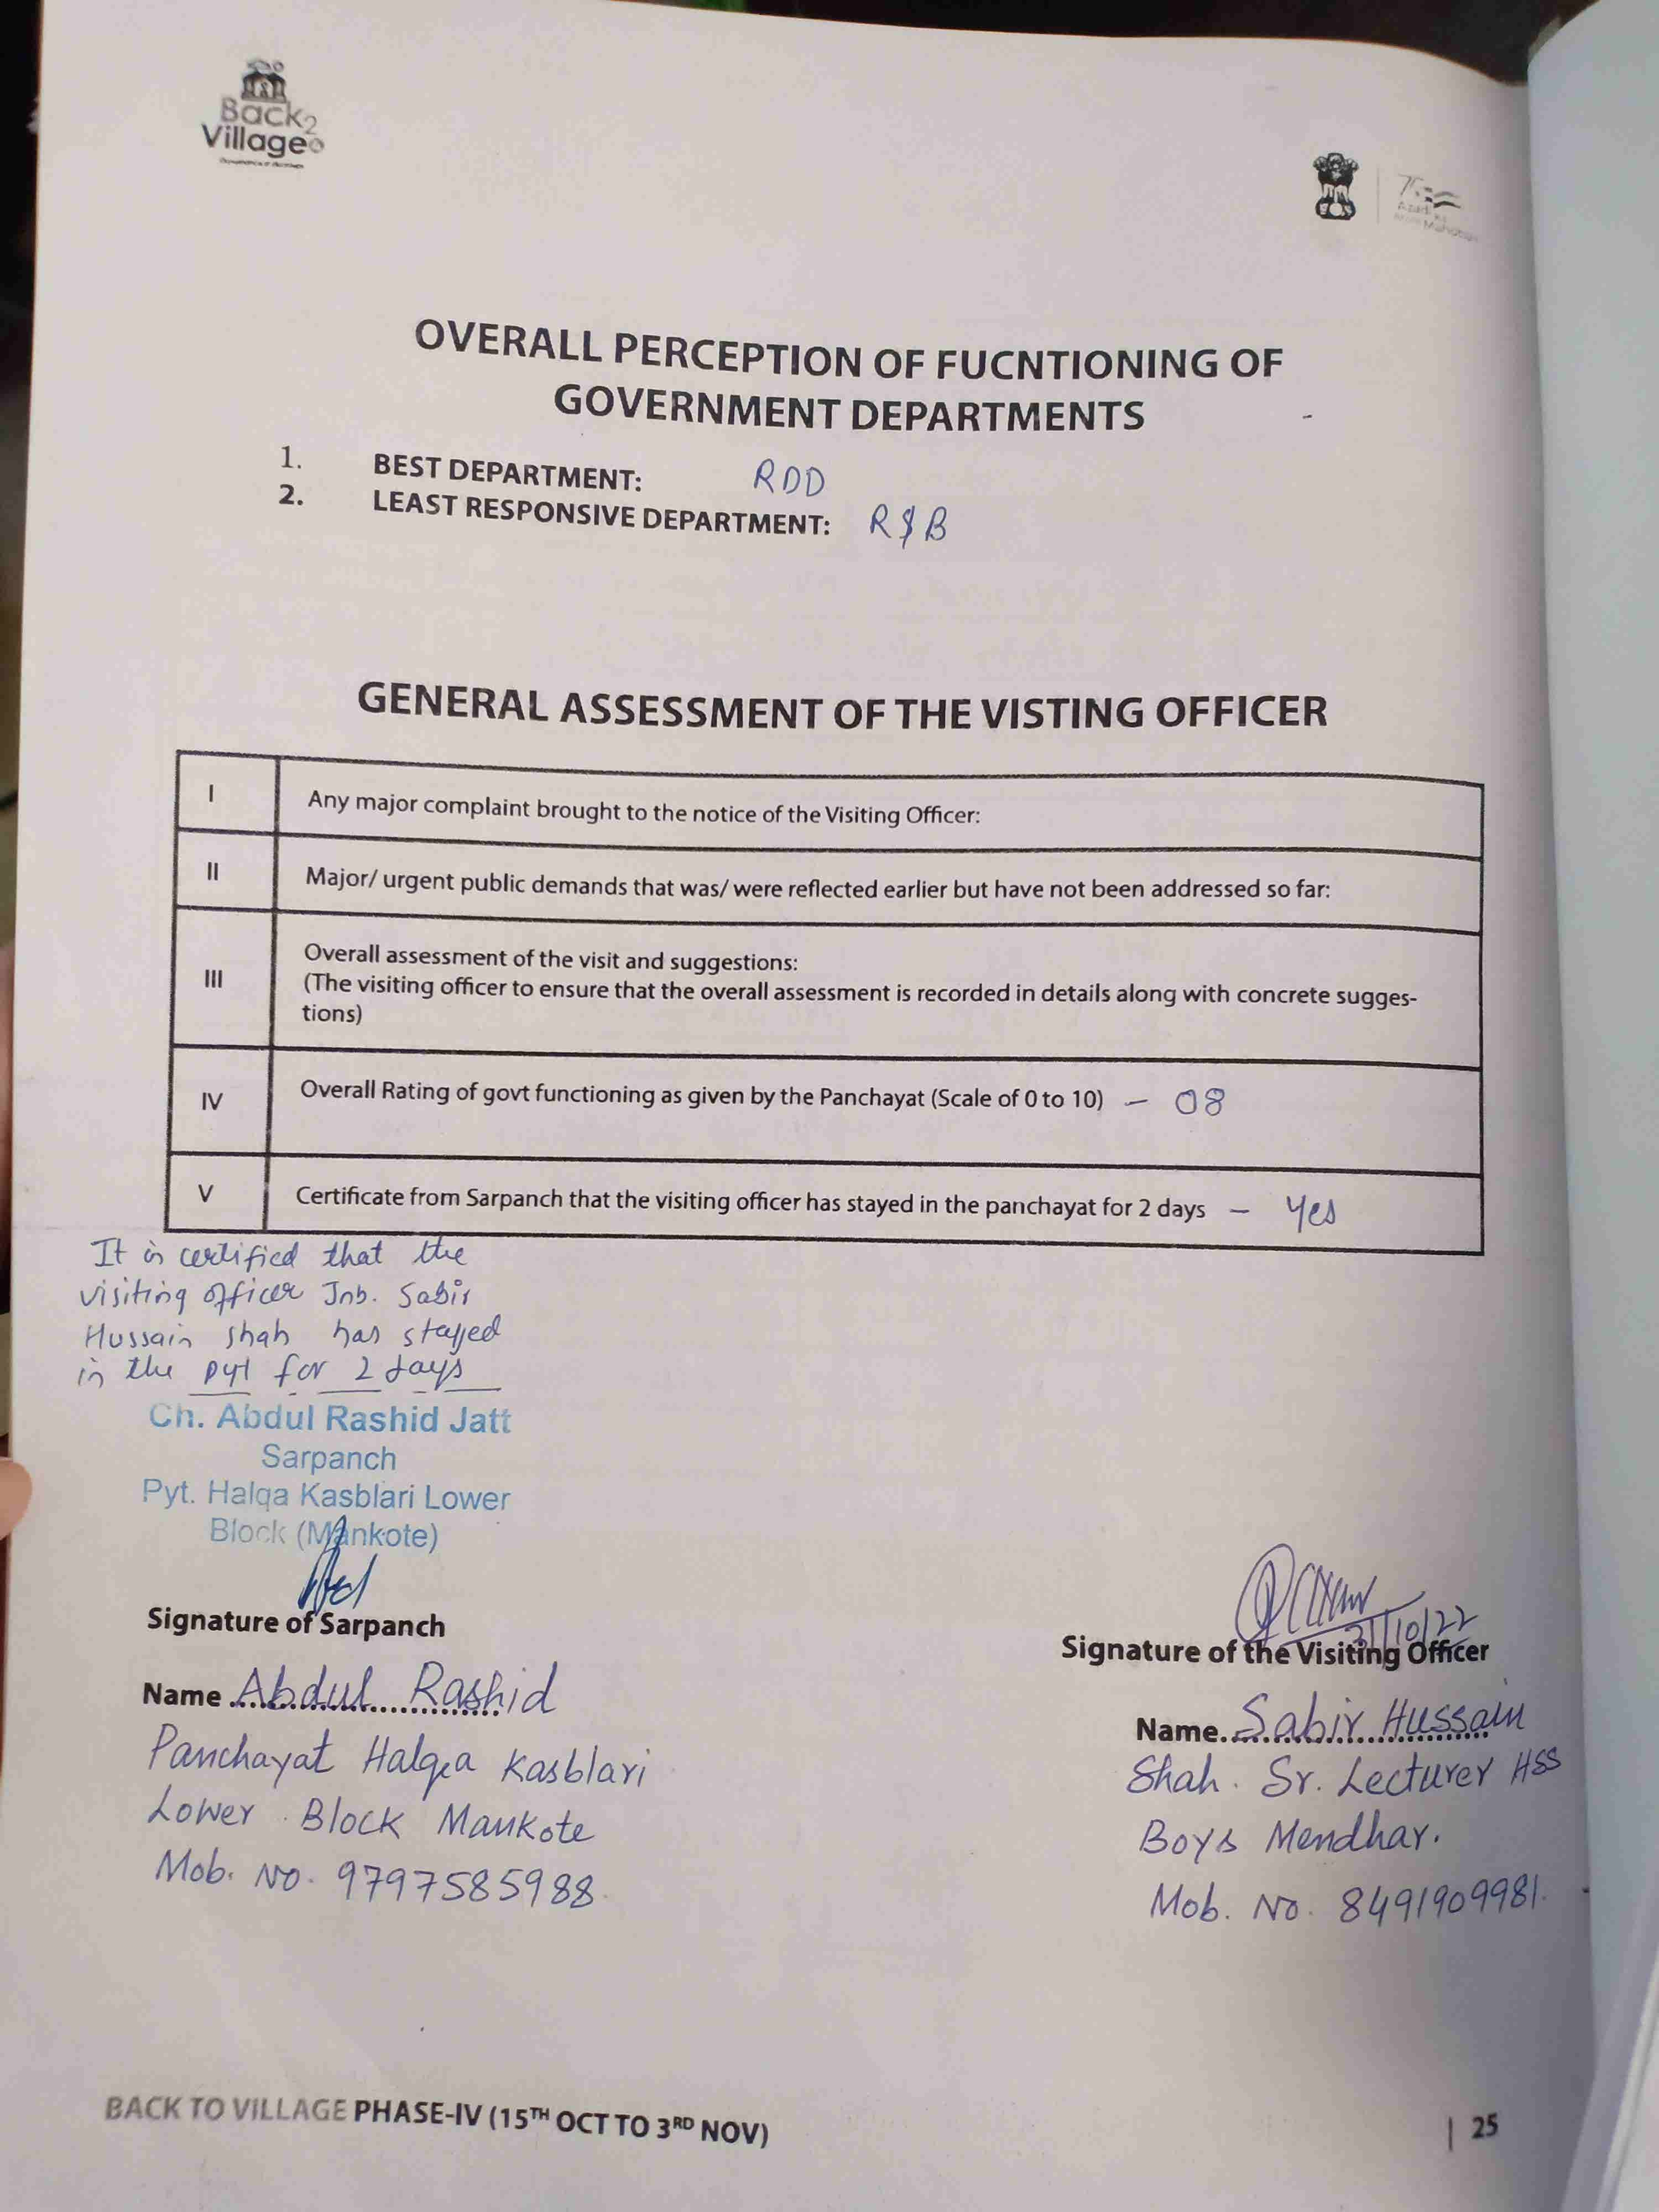 Back2
Village
75
Azadi Ka
Amrit Mahotsav
OVERALL PERCEPTION OF FUCNTIONING OF
GOVERNMENT DEPARTMENTS
1. BEST DEPARTMENT: RDD
2. LEAST RESPONSIVE DEPARTMENT: R&B
GENERAL ASSESSMENT OF THE VISTING OFFICER
I Any major complaint brought to the notice of the Visiting Officer:
II Major/ urgent public demands that was/ were reflected earlier but have not been addressed so far:
III Overall assessment of the visit and suggestions:
(The visiting officer to ensure that the overall assessment is recorded in details along with concrete sugges-
tions)
IV Overall Rating of govt functioning as given by the Panchayat (Scale of 0 to 10) – 08
V Certificate from Sarpanch that the visiting officer has stayed in the panchayat for 2 days – Yes
It is certified that the
visiting officer Jnb. Sabir
Hussain Shah has stayed
in the pyt for 2 days
Ch. Abdul Rashid Jatt
Sarpanch
Pyt. Halqa Kasblari Lower
Block (Mankote)
Signature of Sarpanch
Name Abdul Rashid
Panchayat Halqa Kasblari
Lower Block Mankote
Mob. No. 9797585988
31/10/22
Signature of the Visiting Officer
Name Sabir Hussain
Shah. Sr. Lecturer HSS
Boys Mendhar.
Mob. No. 8491909981.
BACK TO VILLAGE PHASE-IV (15TH OCT TO 3RD NOV)
| 25